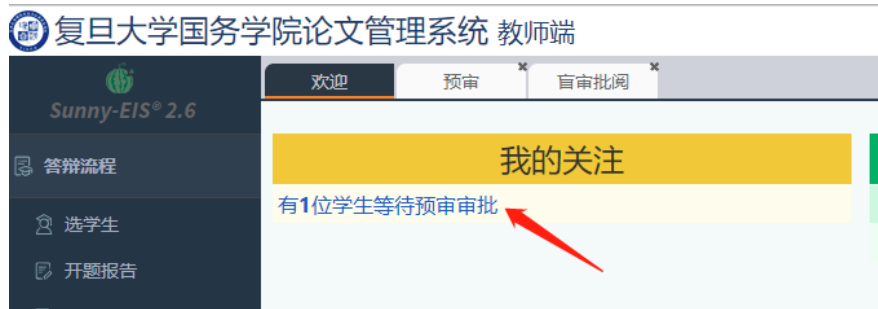 复旦大学国务学院论文管理系统 教师端
Sunny-EIS® 2.6
欢迎 预审 盲审批阅
答辩流程
我的关注
有1位学生等待预审审批
选学生
开题报告